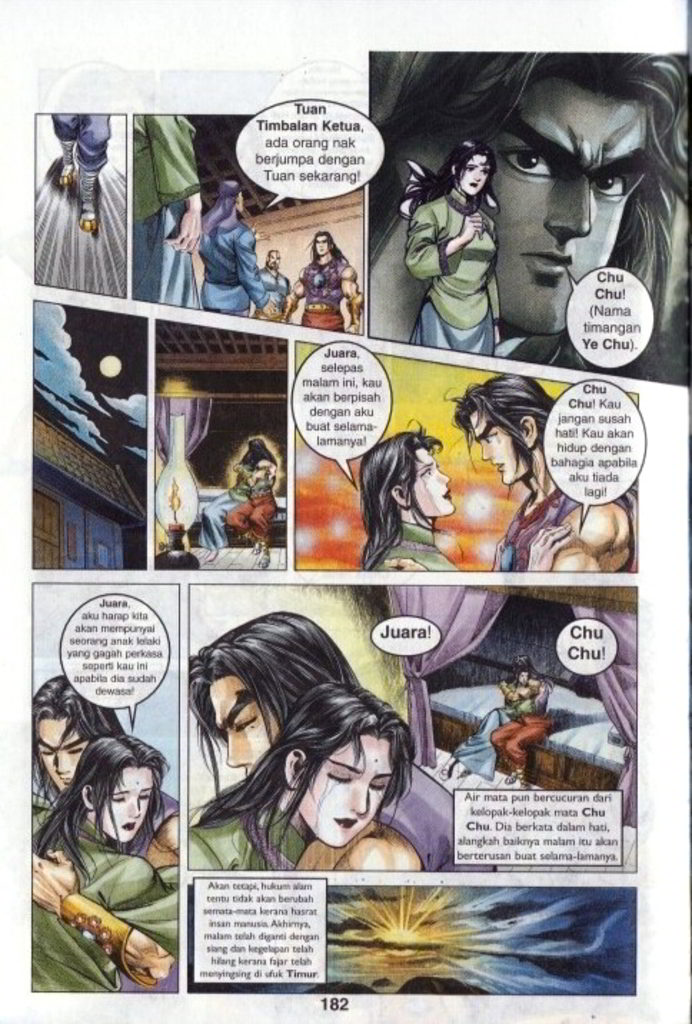 Tuan
Timbalan Ketua,
ada orang nak
berjumpa dengan
Tuan sekarang!
Chu
Chu!
(Nama
timangan
Ye Chu).
Juara,
selepas
malam ini, kau
akan berpisah
dengan aku
buat selama-
lamanya!
Chu
Chu! Kau
jangan susah
hati! Kau akan
hidup dengan
bahagia apabila
aku tiada
lagi!
Juara,
aku harap kita
akan mempunyai
seorang anak lelaki
yang gagah perkasa
seperti kau ini
apabila dia sudah
dewasa!
Juara!
Chu
Chu!
Air mata pun bercucuran dari
kelopak-kelopak mata Chu
Chu. Dia berkata dalam hati,
alangkah baiknya malam itu akan
berterusan buat selama-lamanya.
Akan tetapi, hukum alam
tentu tidak akan berubah
semata-mata kerana hasrat
insan manusia. Akhirnya,
malam telah diganti dengan
siang dan kegelapan telah
hilang kerana fajar telah
menyingsing di ufuk Timur.
182